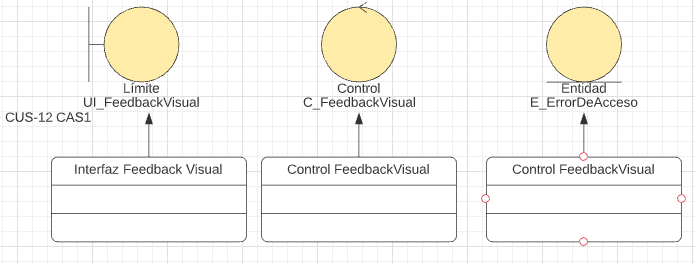 Límite
UI_FeedbackVisual
Control
C_FeedbackVisual
Entidad
E_ErrorDeAcceso
CUS-12 CAS1
Interfaz Feedback Visual
Control FeedbackVisual
Control FeedbackVisual